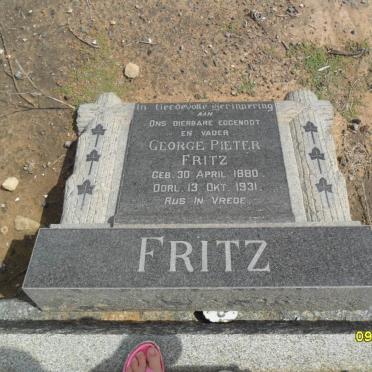 In liefdevolle herinnering
aan
Ons dierbare eggenoot
en vader
George Pieter
Fritz
Geb. 30 April 1880.
Oorl. 13 Okt. 1931.
Rus in Vrede.
Fritz
09